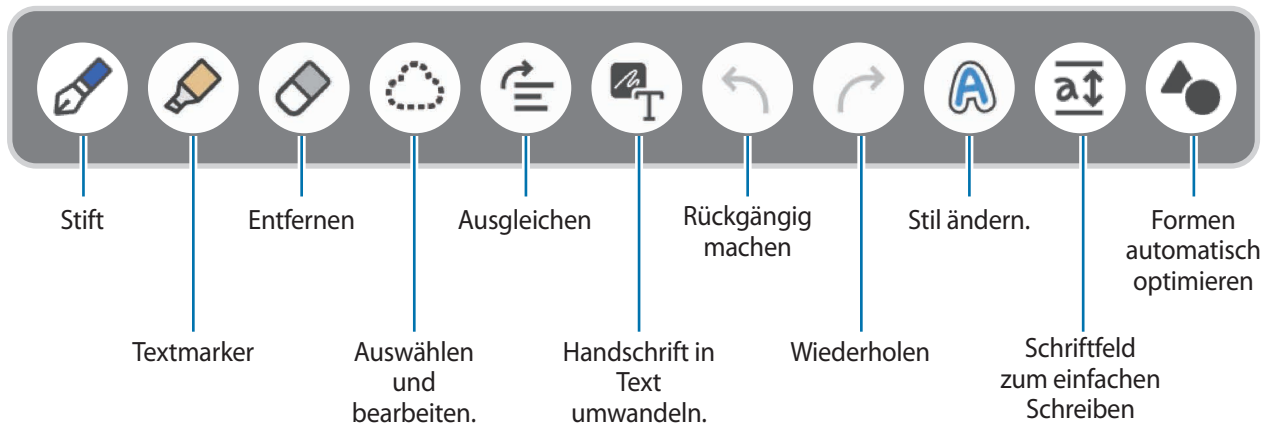 Stift
Entfernen
Ausgleichen
Rückgängig
machen
Stil ändern.
Formen
automatisch
optimieren
Textmarker
Auswählen
und
bearbeiten.
Handschrift in
Text
umwandeln.
Wiederholen
Schriftfeld
zum einfachen
Schreiben